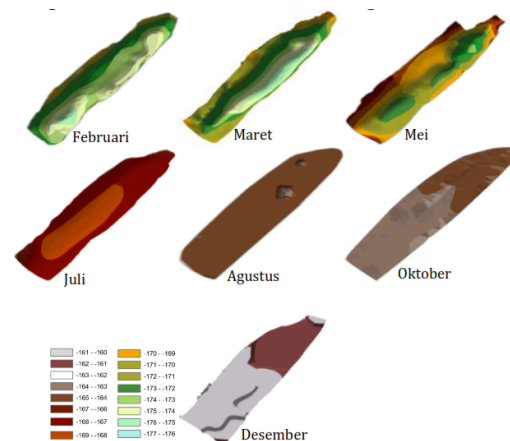 Februari
Maret
Mei
Juli
Agustus
Oktober
-161 - -160
-162 - -161
-163 - -162
-164 - -163
-165 - -164
-167 - -166
-168 - -167
-169 - -168
-170 - -169
-171 - -170
-172 - -171
-173 - -172
-174 - -173
-175 - -174
-176 - -175
-177 - -176
Desember